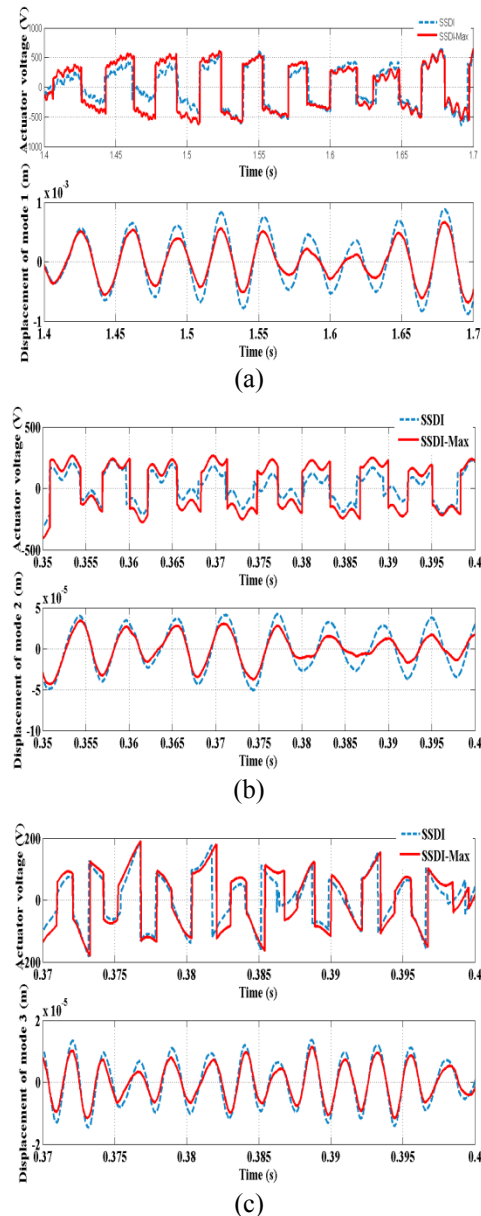 Actuator voltage (V)
1000
500
0
-500
1000
1.4 1.45 1.5 1.55 1.6 1.65 1.7
SSDI
SSDI-Max
Time (s)
x 10^-3
Displacement of mode 1 (m)
1
0
-1
1.4 1.45 1.5 1.55 1.6 1.65 1.7
Time (s)
(a)
Actuator voltage (V)
500
0
-500
SSDI
SSDI-Max
0.35 0.355 0.36 0.365 0.37 0.375 0.38 0.385 0.39 0.395 0.4
Time (s)
x 10^-5
Displacement of mode 2 (m)
5
0
-5
-10
0.35 0.355 0.36 0.365 0.37 0.375 0.38 0.385 0.39 0.395 0.4
Time (s)
(b)
Actuator voltage (V)
200
0
200
SSDI
SSDI-Max
0.37 0.375 0.38 0.385 0.39 0.395 0.4
Time (s)
x 10^-5
Displacement of mode 3 (m)
2
0
-2
0.37 0.375 0.38 0.385 0.39 0.395 0.4
Time (s)
(c)